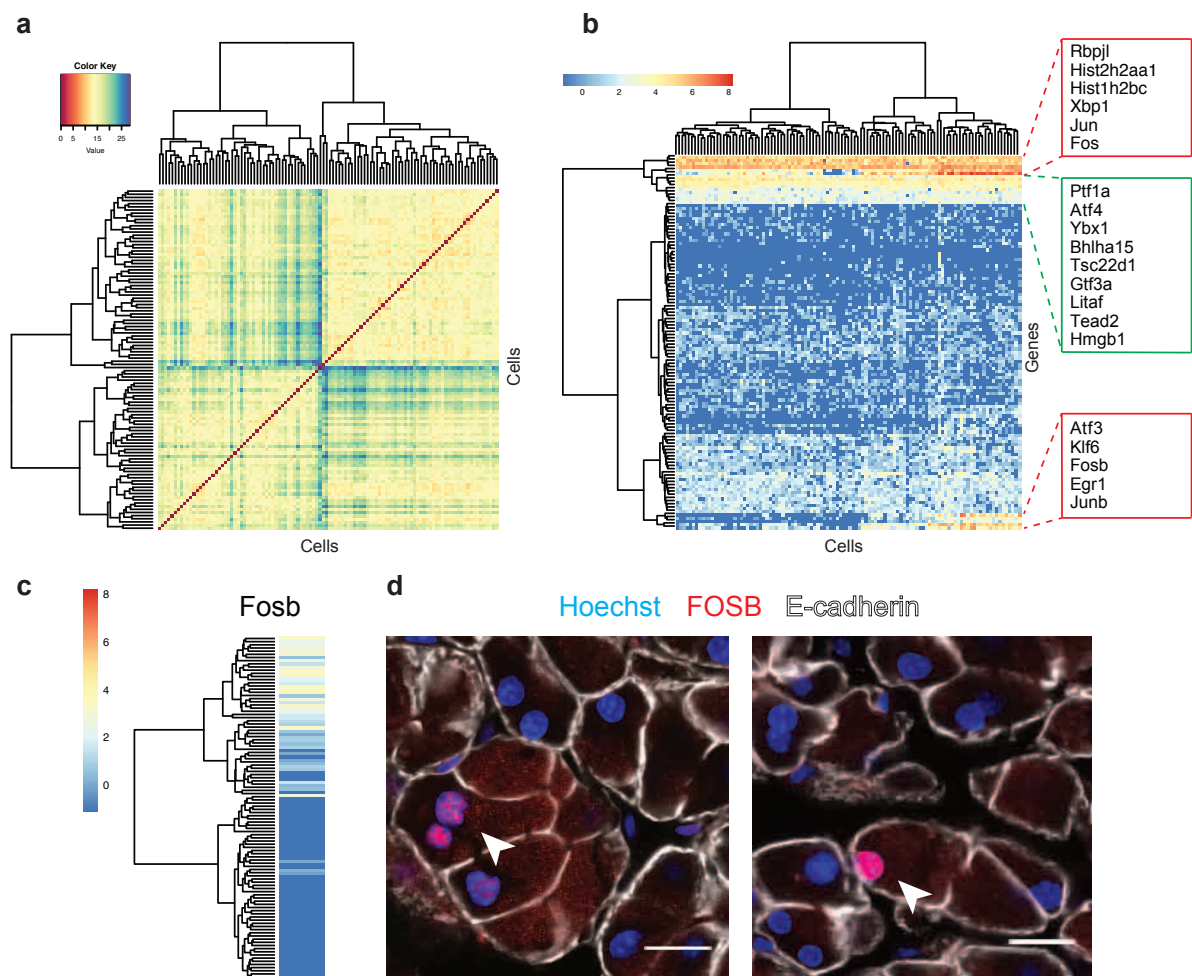 a
Color Key
0 5 15 25
Value
Cells
Cells
b
0 2 4 6 8
Rbpjl
Hist2h2aa1
Hist1h2bc
Xbp1
Jun
Fos
Ptf1a
Atf4
Ybx1
Bhlha15
Tsc22d1
Gtf3a
Litaf
Tead2
Hmgb1
Genes
Atf3
Klf6
Fosb
Egr1
Junb
Cells
c
8
6
4
2
0
Fosb
d
Hoechst FOSB E-cadherin